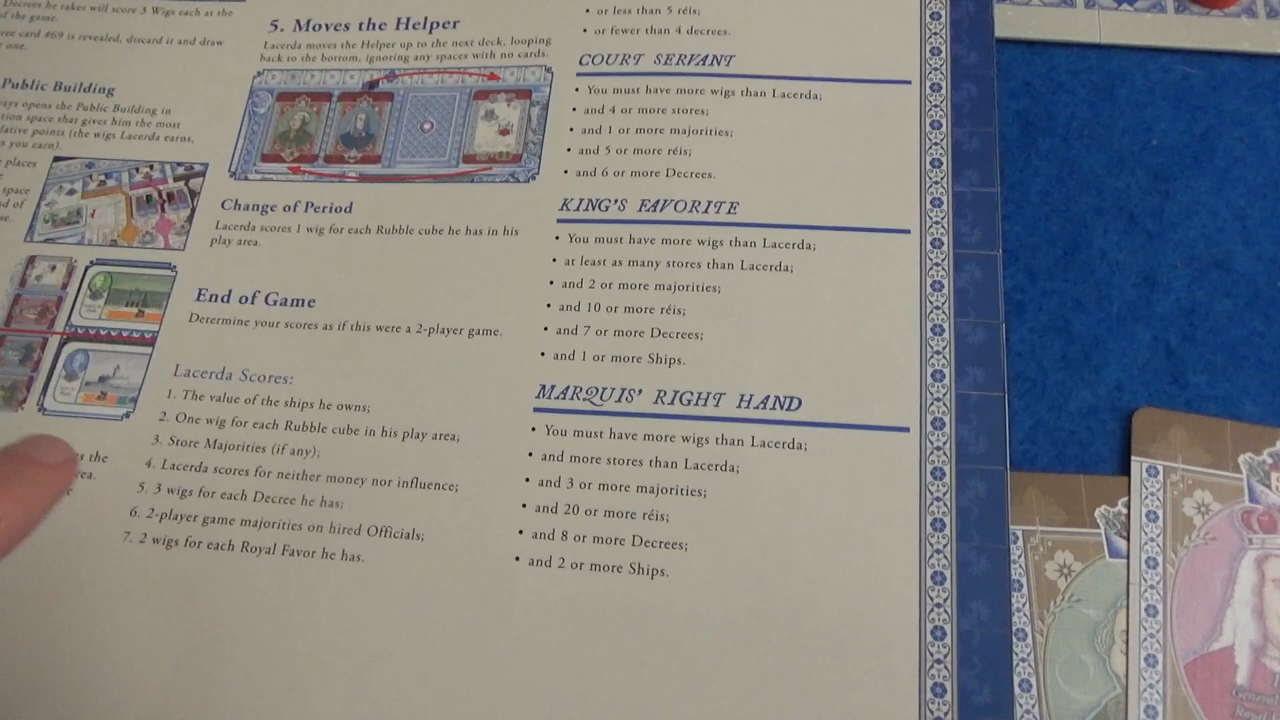 Decrees he takes will score 3 Wigs each at the
of the game.
card #69 is revealed, discard it and draw
one.
Public Building
opens the Public Building in
space that gives him the most
points (the wigs Lacerda earns,
you earn).
places
space
of
the
5. Moves the Helper
Lacerda moves the Helper up to the next deck, looping
back to the bottom, ignoring any spaces with no cards.
Change of Period
Lacerda scores 1 wig for each Rubble cube he has in his
play area.
End of Game
Determine your scores as if this were a 2-player game.
Lacerda Scores:
1. The value of the ships he owns;
2. One wig for each Rubble cube in his play area;
3. Store Majorities (if any);
4. Lacerda scores for neither money nor influence;
5. 3 wigs for each Decree he has;
6. 2-player game majorities on hired Officials;
7. 2 wigs for each Royal Favor he has.
• or less than 5 réis;
• or fewer than 4 decrees.
COURT SERVANT
• You must have more wigs than Lacerda;
• and 4 or more stores;
• and 1 or more majorities;
• and 5 or more réis;
• and 6 or more Decrees.
KING'S FAVORITE
• You must have more wigs than Lacerda;
• at least as many stores than Lacerda;
• and 2 or more majorities;
• and 10 or more réis;
• and 7 or more Decrees;
• and 1 or more Ships.
MARQUIS' RIGHT HAND
• You must have more wigs than Lacerda;
• and more stores than Lacerda;
• and 3 or more majorities;
• and 20 or more réis;
• and 8 or more Decrees;
• and 2 or more Ships.